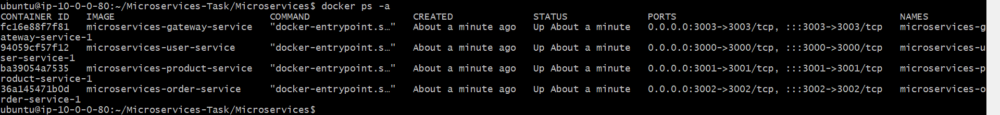 ubuntu@ip-10-0-0-80:~/Microservices-Task/Microservices$ docker ps -a
CONTAINER ID   IMAGE                           COMMAND                  CREATED              STATUS              PORTS                                       NAMES
fc16e88f7f81   microservices-gateway-service   "docker-entrypoint.s…"   About a minute ago   Up About a minute   0.0.0.0:3003->3003/tcp, :::3003->3003/tcp   microservices-g
ateway-service-1
94059cf57f12   microservices-user-service      "docker-entrypoint.s…"   About a minute ago   Up About a minute   0.0.0.0:3000->3000/tcp, :::3000->3000/tcp   microservices-u
ser-service-1
ba39054a7535   microservices-product-service   "docker-entrypoint.s…"   About a minute ago   Up About a minute   0.0.0.0:3001->3001/tcp, :::3001->3001/tcp   microservices-p
roduct-service-1
36a145471b0d   microservices-order-service     "docker-entrypoint.s…"   About a minute ago   Up About a minute   0.0.0.0:3002->3002/tcp, :::3002->3002/tcp   microservices-o
rder-service-1
ubuntu@ip-10-0-0-80:~/Microservices-Task/Microservices$